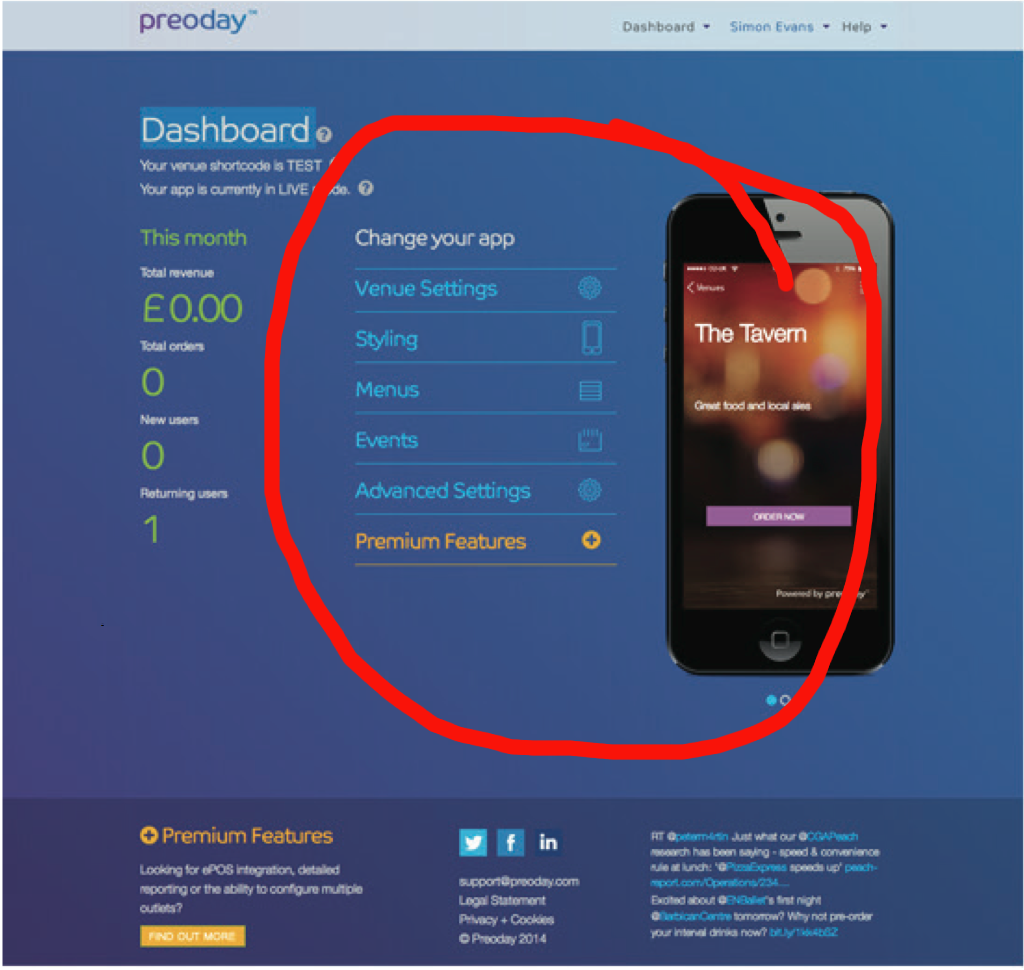 preoday™
Dashboard Simon Evans Help
Dashboard
Your venue shortcode is TEST
Your app is currently in LIVE mode.
This month
Total revenue
£0.00
Total orders
0
New users
0
Returning users
1
Change your app
Venue Settings
Styling
Menus
Events
Advanced Settings
Premium Features
Venues
The Tavern
Great food and local ales
ORDER NOW
Powered by preoday™
Premium Features
Looking for ePOS integration, detailed
reporting or the ability to configure multiple
outlets?
FIND OUT MORE
support@preoday.com
Legal Statement
Privacy + Cookies
© Preoday 2014
RT @peterm4rtin Just what our @CGAPeach
research has been saying - speed & convenience
rule at lunch: '@PizzaExpress speeds up' peach-
report.com/Operations/234....
Excited about @ENBallet's first night
@BarbicanCentre tomorrow? Why not pre-order
your interval drinks now?